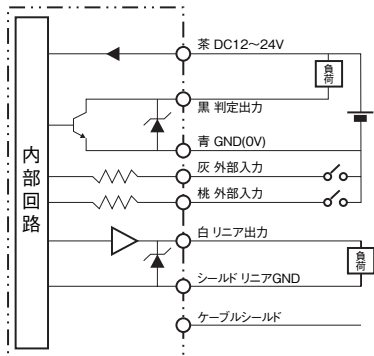 茶 DC12～24V
負荷
黒 判定出力
青 GND(0V)
内部回路
灰 外部入力
桃 外部入力
白 リニア出力
負荷
シールド リニアGND
ケーブルシールド